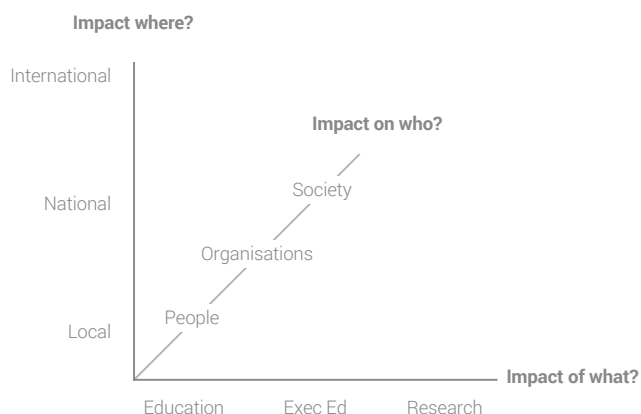 Impact where?
International
Impact on who?
Society
National
Organisations
People
Local
Impact of what?
Education Exec Ed Research